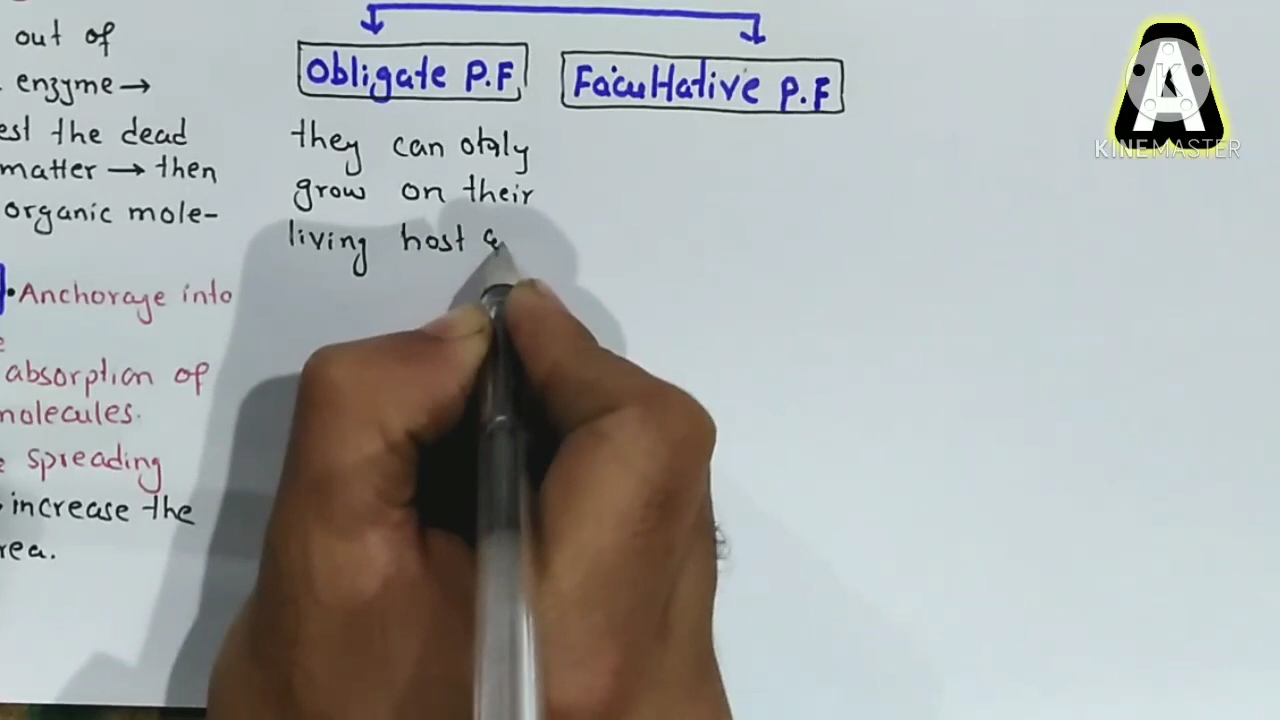 out of
enzyme →
est the dead
matter → then
organic mole-
• Anchorage into
absorption of
molecules.
spreading
increase the
rea.
Obligate P.F
Facultative P.F
they can only
grow on their
living host &
A
K
KINEMASTER